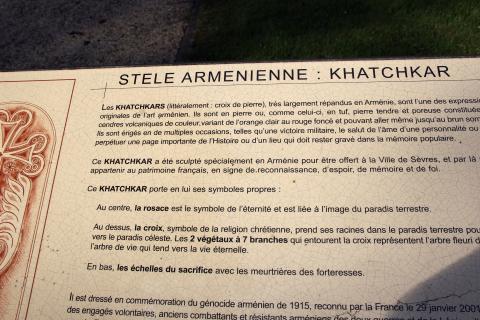 STELE ARMENIENNE : KHATCHKAR
Les KHATCHKARS (littéralement : croix de pierre), très largement répandus en Arménie, sont l'une des
originales de l'art arménien. Ils sont en pierre ou, comme celui-ci, en tuf, pierre tendre et poreuse
cendres volcaniques de couleur, variant de l'orange clair au rouge foncé et pouvant aller même jusqu'au brun
Ils sont érigés en de multiples occasions, telles qu'une victoire militaire, le salut de l'âme d'une personnalité ou
perpétuer une page importante de l'Histoire ou d'un lieu qui doit rester gravé dans la mémoire populaire.
Ce KHATCHKAR a été sculpté spécialement en Arménie pour être offert à la Ville de Sèvres, et par là
appartenir au patrimoine français, en signe de reconnaissance, d'espoir, de mémoire et de foi.
Ce KHATCHKAR porte en lui ses symboles propres :
Au centre, la rosace est le symbole de l'éternité et est liée à l'image du paradis terrestre.
Au dessus, la croix, symbole de la religion chrétienne, prend ses racines dans le paradis terrestre
vers le paradis céleste. Les 2 végétaux à 7 branches qui entourent la croix représentent l'arbre fleuri
l'arbre de vie qui tend vers la vie éternelle.
En bas, les échelles du sacrifice avec les meurtrières des forteresses.
Il est dressé en commémoration du génocide arménien de 1915, reconnu par la France le 29 janvier 2001
des engagés volontaires, anciens combattants et résistants arméniens